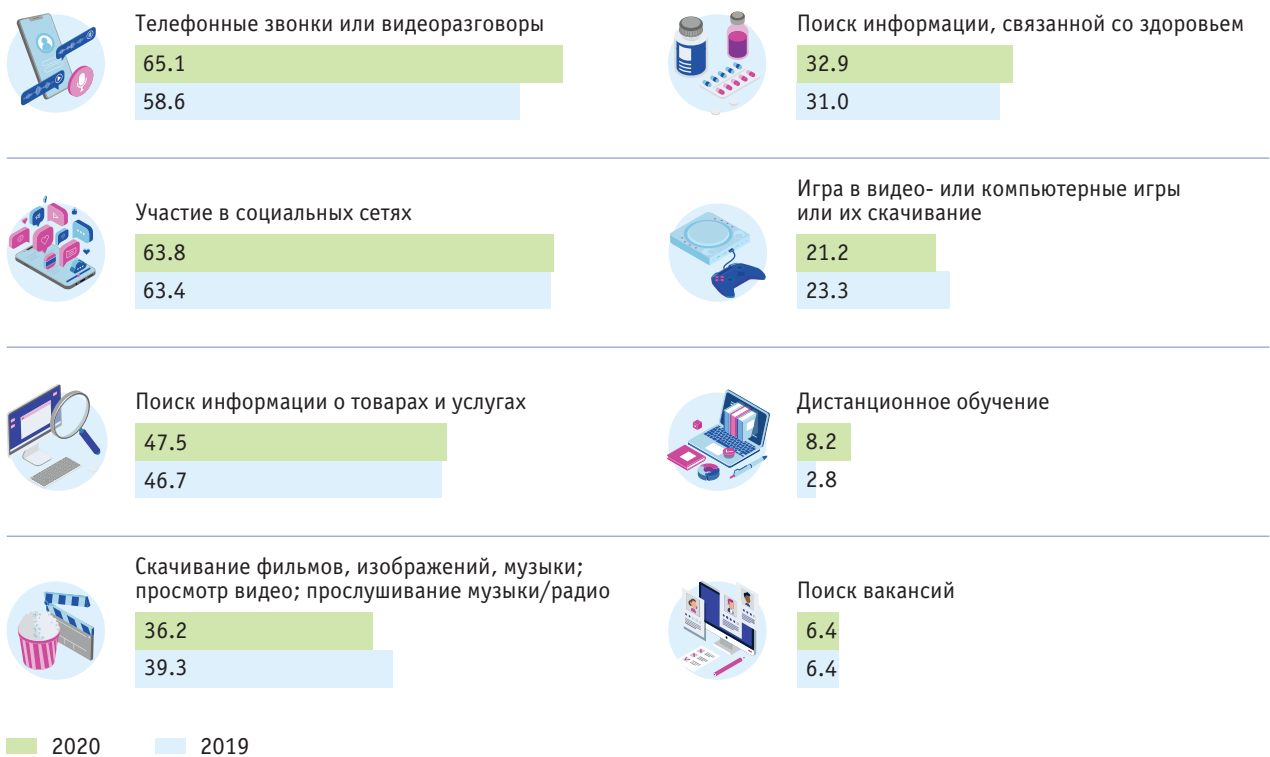 Телефонные звонки или видеоразговоры
65.1
58.6
Участие в социальных сетях
63.8
63.4
Поиск информации о товарах и услугах
47.5
46.7
Скачивание фильмов, изображений, музыки;
просмотр видео; прослушивание музыки/радио
36.2
39.3
Поиск информации, связанной со здоровьем
32.9
31.0
Игра в видео- или компьютерные игры
или их скачивание
21.2
23.3
Дистанционное обучение
8.2
2.8
Поиск вакансий
6.4
6.4
2020
2019